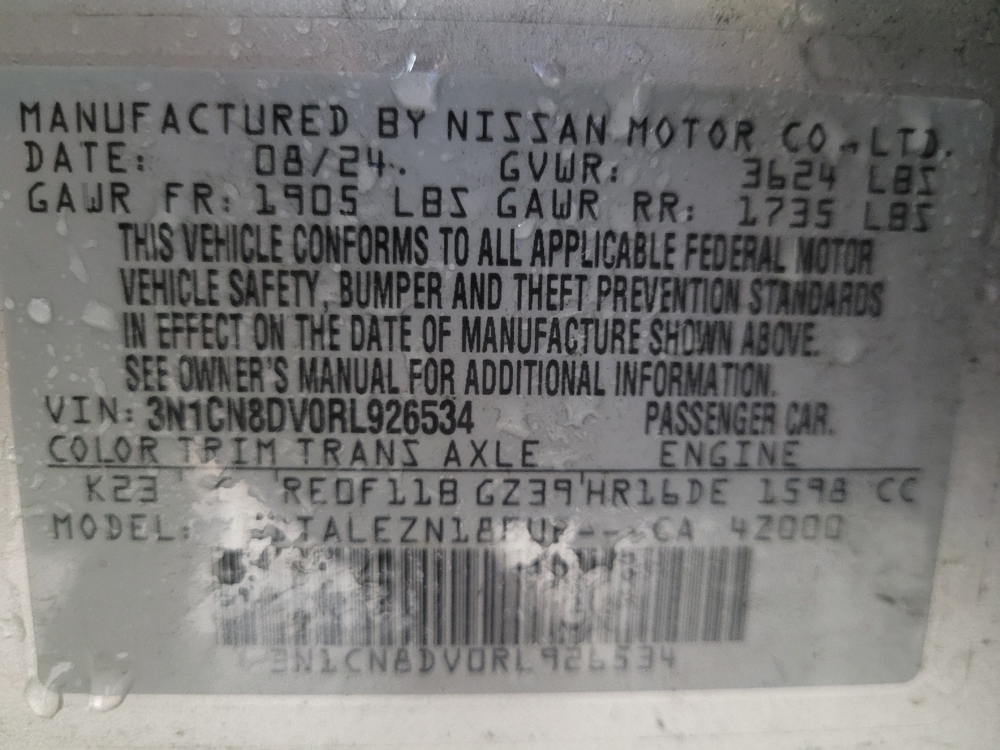 MANUFACTURED BY NISSAN MOTOR CO.,LTD.
DATE: 08/24. GVWR: 3624 LBS
GAWR FR: 1905 LBS GAWR RR: 1735 LBS
THIS VEHICLE CONFORMS TO ALL APPLICABLE FEDERAL MOTOR
VEHICLE SAFETY, BUMPER AND THEFT PREVENTION STANDARDS
IN EFFECT ON THE DATE OF MANUFACTURE SHOWN ABOVE.
SEE OWNER'S MANUAL FOR ADDITIONAL INFORMATION.
VIN: 3N1CN8DV0RL926534 PASSENGER CAR.
COLOR TRIM TRANS AXLE ENGINE
K23 RE0F11B GZ39 HR16DE 1598 CC
MODEL: CA 4Z000
3N1CN8DV0RL926534